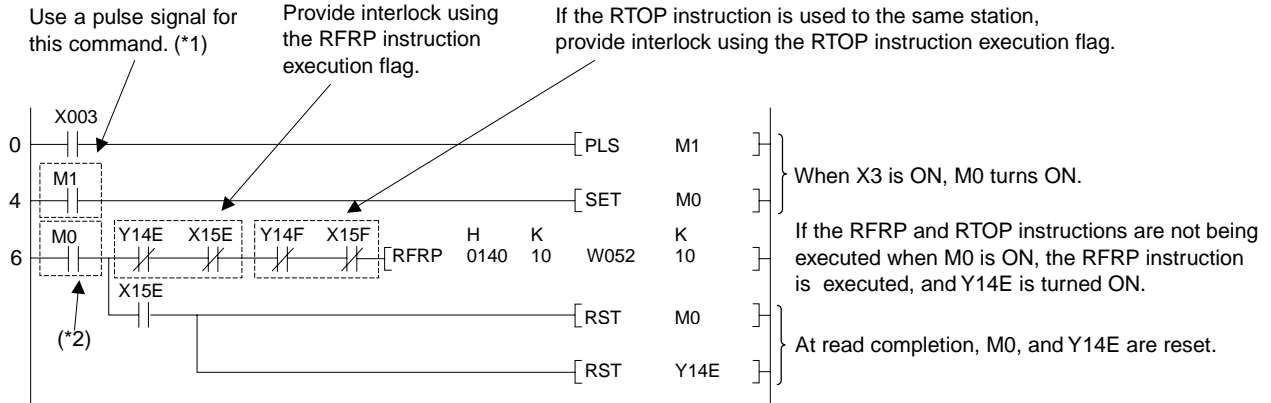 Use a pulse signal for
this command. (*1)
Provide interlock using
the RFRP instruction
execution flag.
If the RTOP instruction is used to the same station,
provide interlock using the RTOP instruction execution flag.
X003
0 PLS M1
M1
4 SET M0
When X3 is ON, M0 turns ON.
M0 Y14E X15E Y14F X15F H K K
6 RFRP 0140 10 W052 10
If the RFRP and RTOP instructions are not being
executed when M0 is ON, the RFRP instruction
is executed, and Y14E is turned ON.
X15E
RST M0
(*2)
At read completion, M0, and Y14E are reset.
RST Y14E